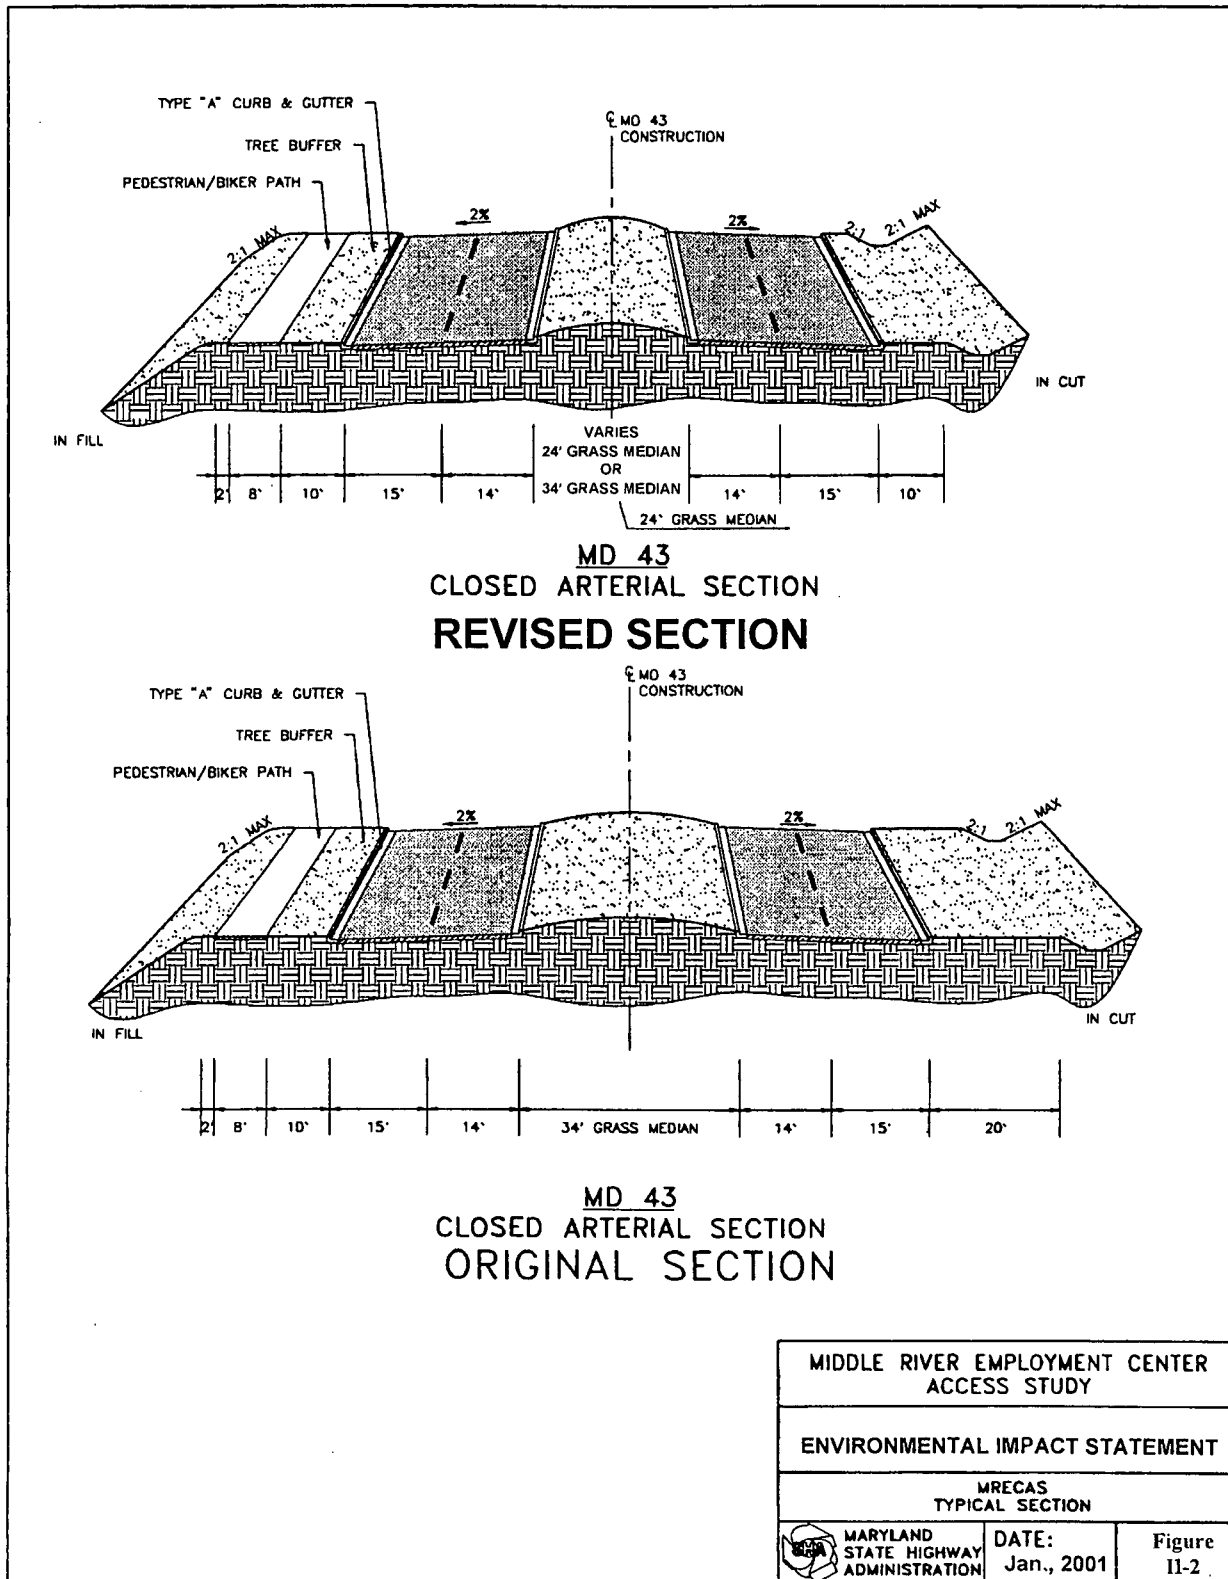 TYPE "A" CURB & GUTTER
TREE BUFFER
PEDESTRIAN/BIKER PATH
℄ MD 43
CONSTRUCTION
2:1 MAX
2%
2%
2:1
2:1 MAX
IN FILL
IN CUT
2' 8' 10' 15' 14'
VARIES
24' GRASS MEDIAN
OR
34' GRASS MEDIAN
14' 15' 10'
24' GRASS MEDIAN
MD 43
CLOSED ARTERIAL SECTION
REVISED SECTION
℄ MD 43
CONSTRUCTION
TYPE "A" CURB & GUTTER
TREE BUFFER
PEDESTRIAN/BIKER PATH
2:1 MAX
2%
2%
2:1
2:1 MAX
IN FILL
IN CUT
2' 8' 10' 15' 14' 34' GRASS MEDIAN 14' 15' 20'
MD 43
CLOSED ARTERIAL SECTION
ORIGINAL SECTION
MIDDLE RIVER EMPLOYMENT CENTER
ACCESS STUDY
ENVIRONMENTAL IMPACT STATEMENT
MRECAS
TYPICAL SECTION
SHA
MARYLAND
STATE HIGHWAY
ADMINISTRATION
DATE:
Jan., 2001
Figure
II-2